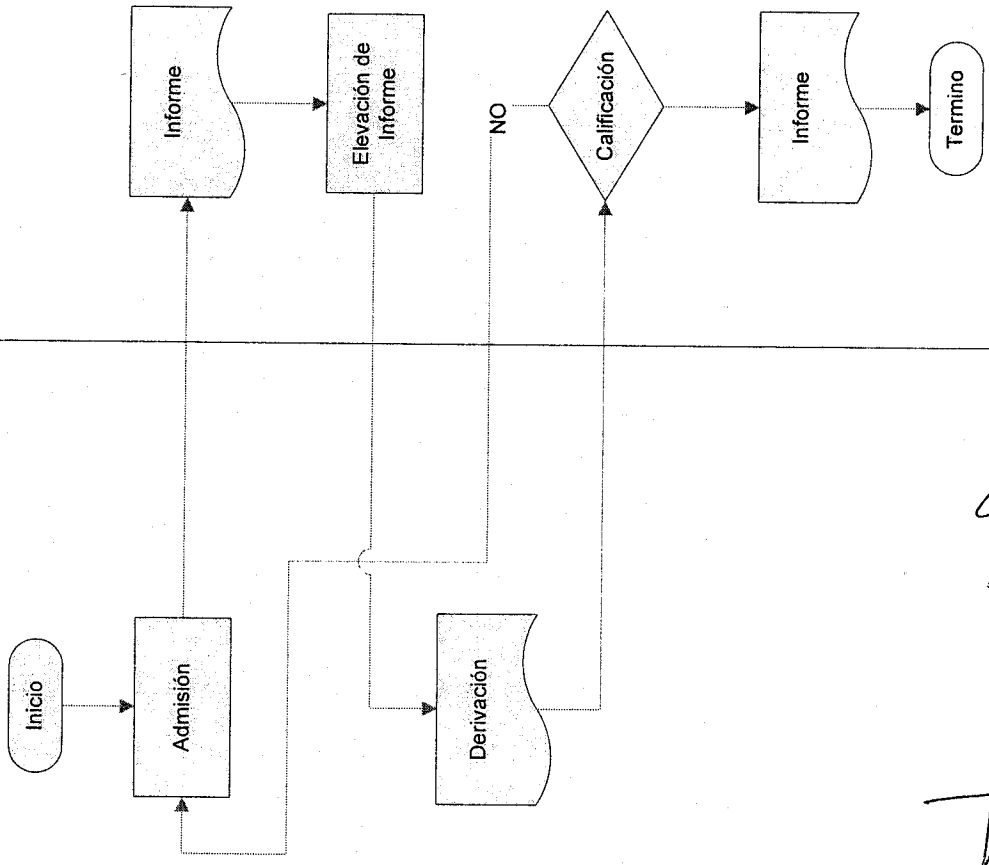 Inicio
Admisión
Informe
Elevación de
Informe
Derivación
NO
Calificación
Informe
Termino